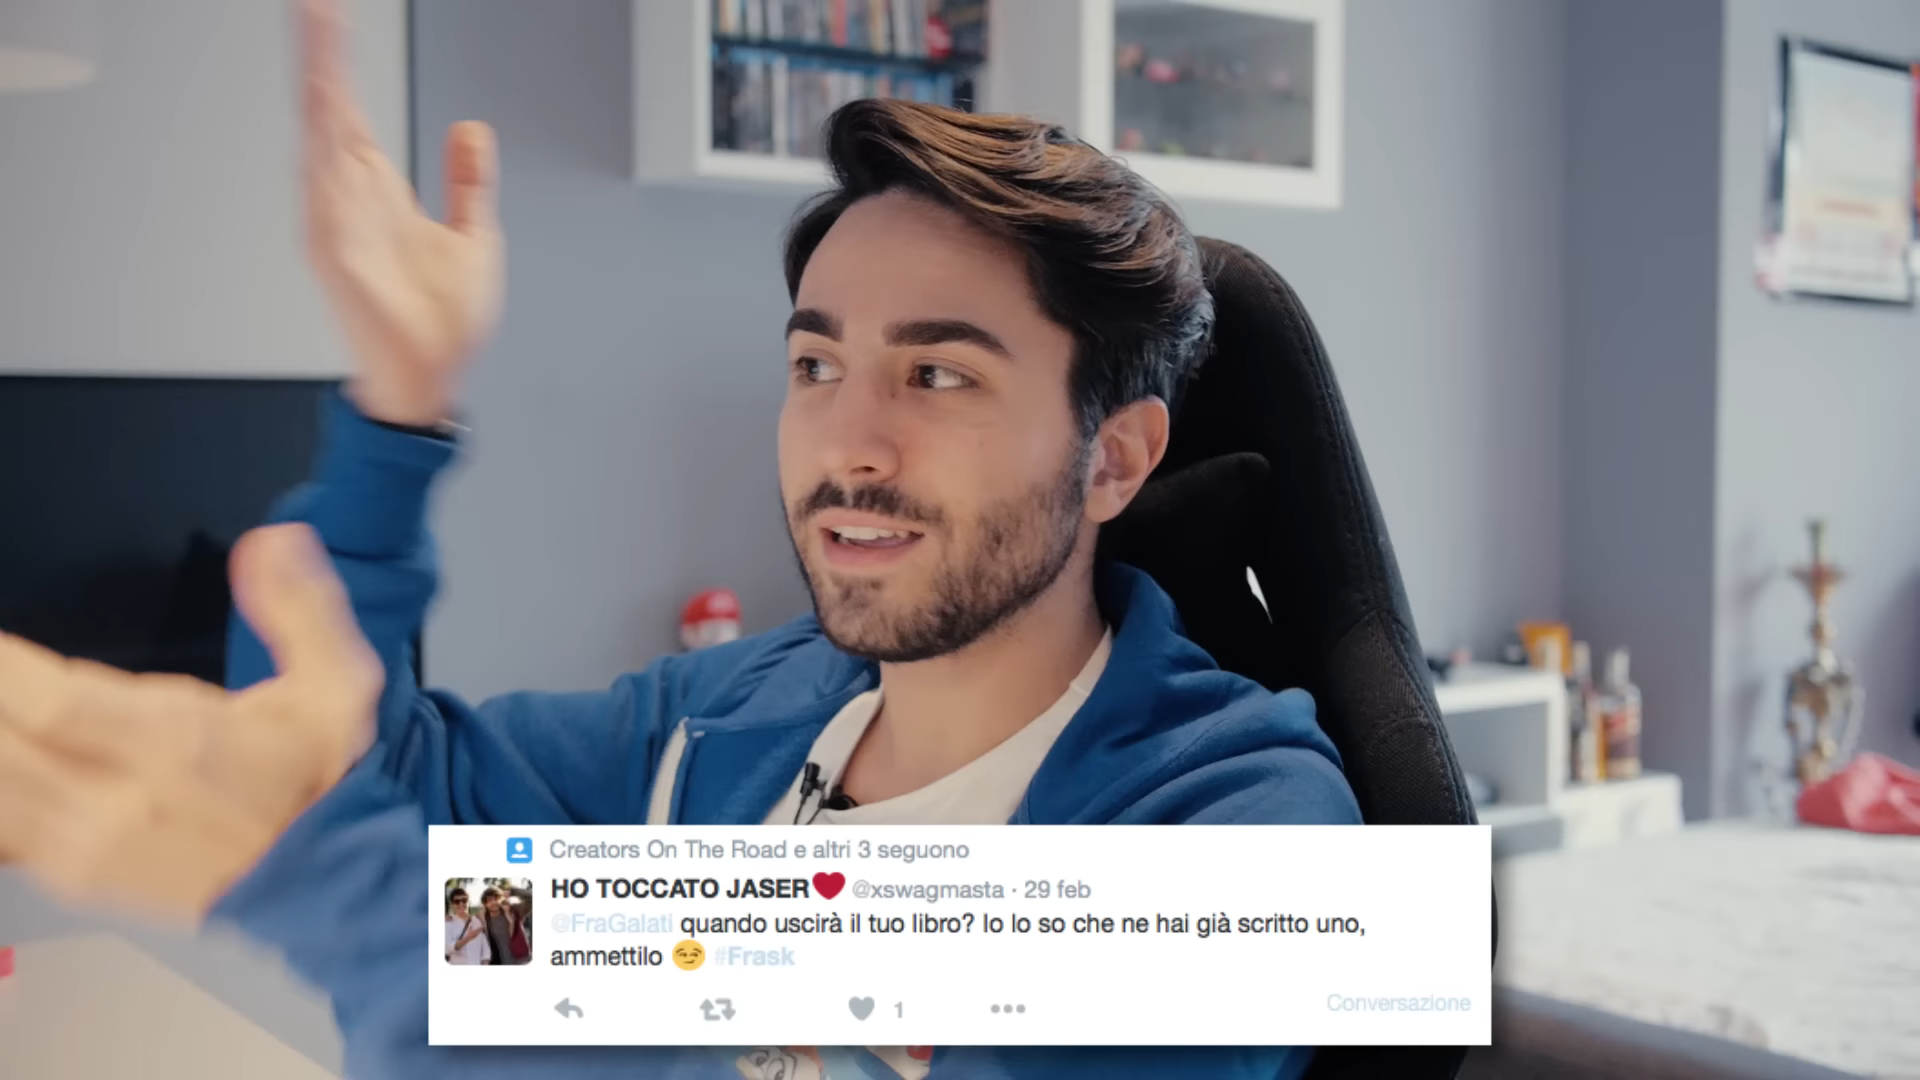 Creators On The Road e altri 3 seguono
HO TOCCATO JASER❤️ @xswagmasta · 29 feb
@FraGalati quando uscirà il tuo libro? Io lo so che ne hai già scritto uno,
ammettilo 😏 #Frask
1
Conversazione